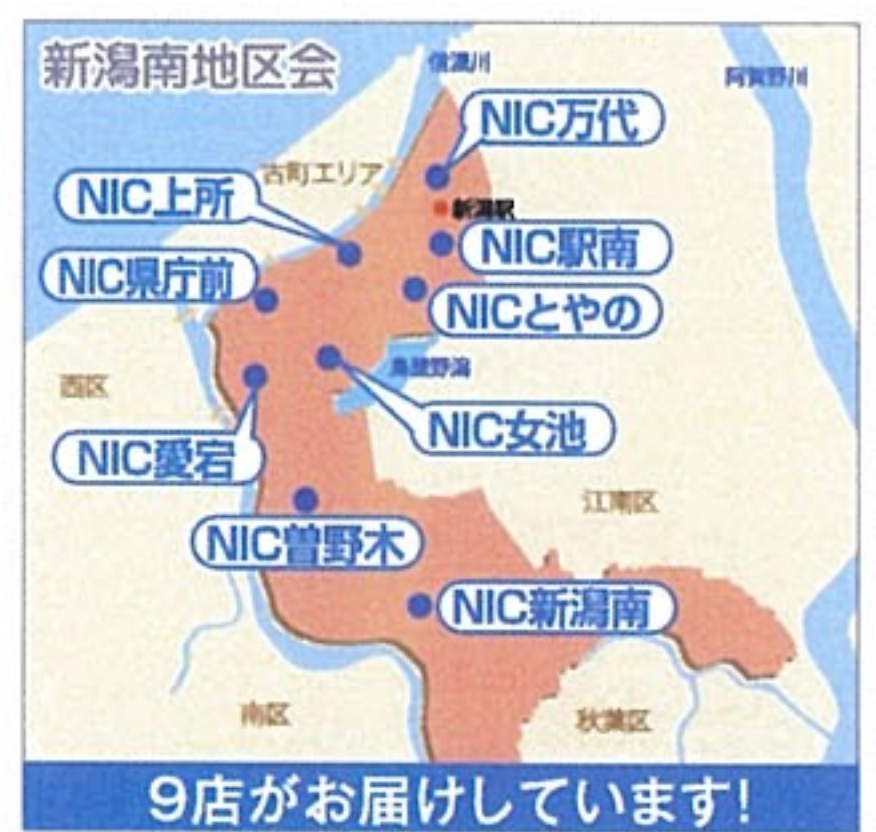 新潟南地区会
信濃川
阿賀野川
NIC万代
古町エリア
NIC上所
新潟駅
NIC駅南
NIC県庁前
NICとやの
鳥屋野潟
西区
NIC女池
NIC愛宕
江南区
NIC曽野木
NIC新潟南
南区
秋葉区
9店がお届けしています!